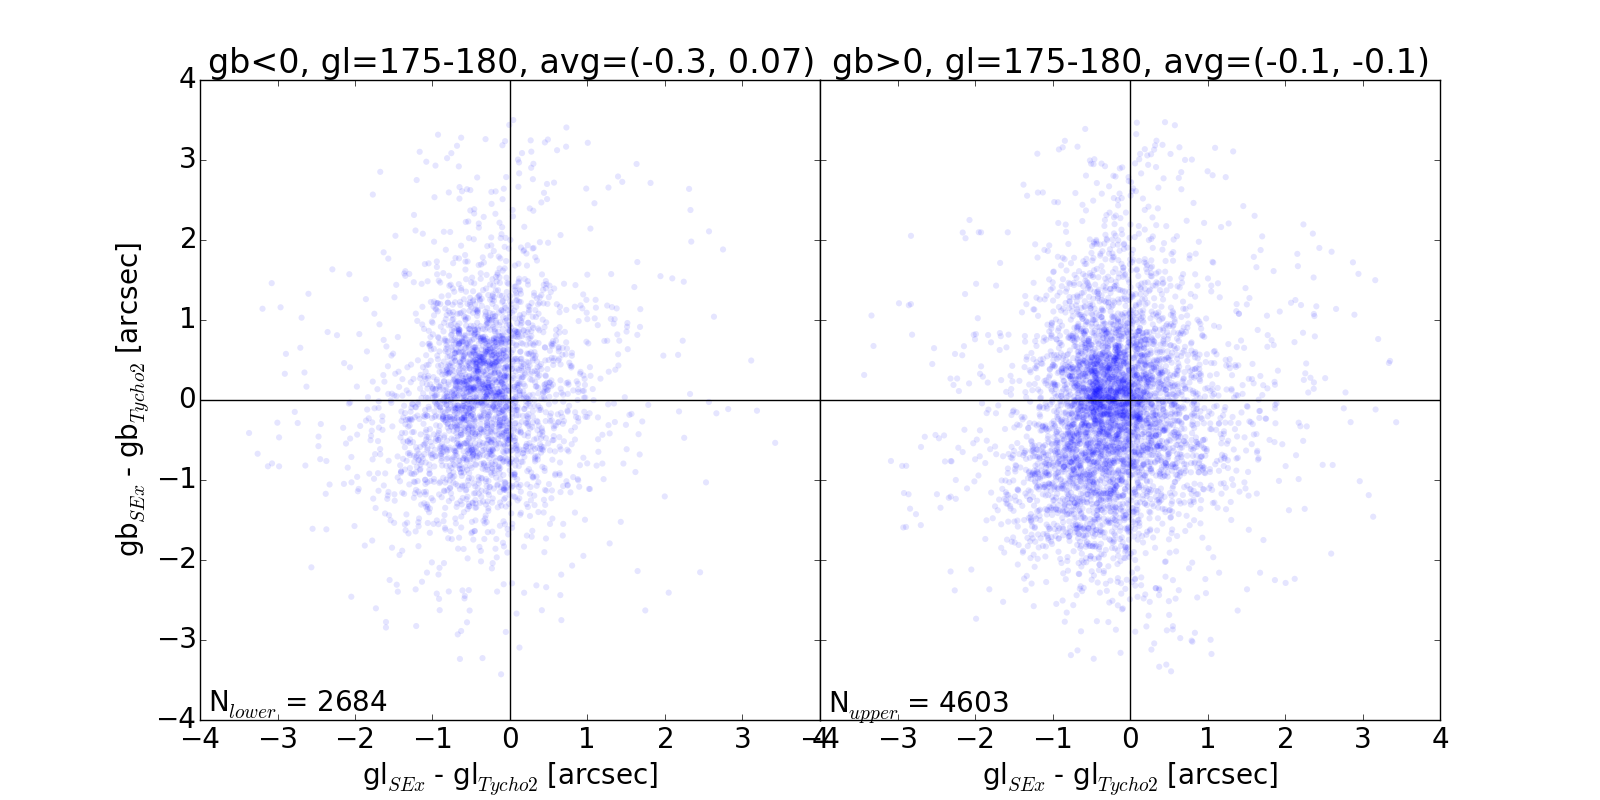 gb<0, gl=175-180, avg=(-0.3, 0.07)
gb>0, gl=175-180, avg=(-0.1, -0.1)
4
3
2
1
0
−1
−2
−3
−4
gb_SEx - gb_Tycho2 [arcsec]
N_lower = 2684
N_upper = 4603
−4 −3 −2 −1 0 1 2 3 4
−4 −3 −2 −1 0 1 2 3 4
gl_SEx - gl_Tycho2 [arcsec]
gl_SEx - gl_Tycho2 [arcsec]